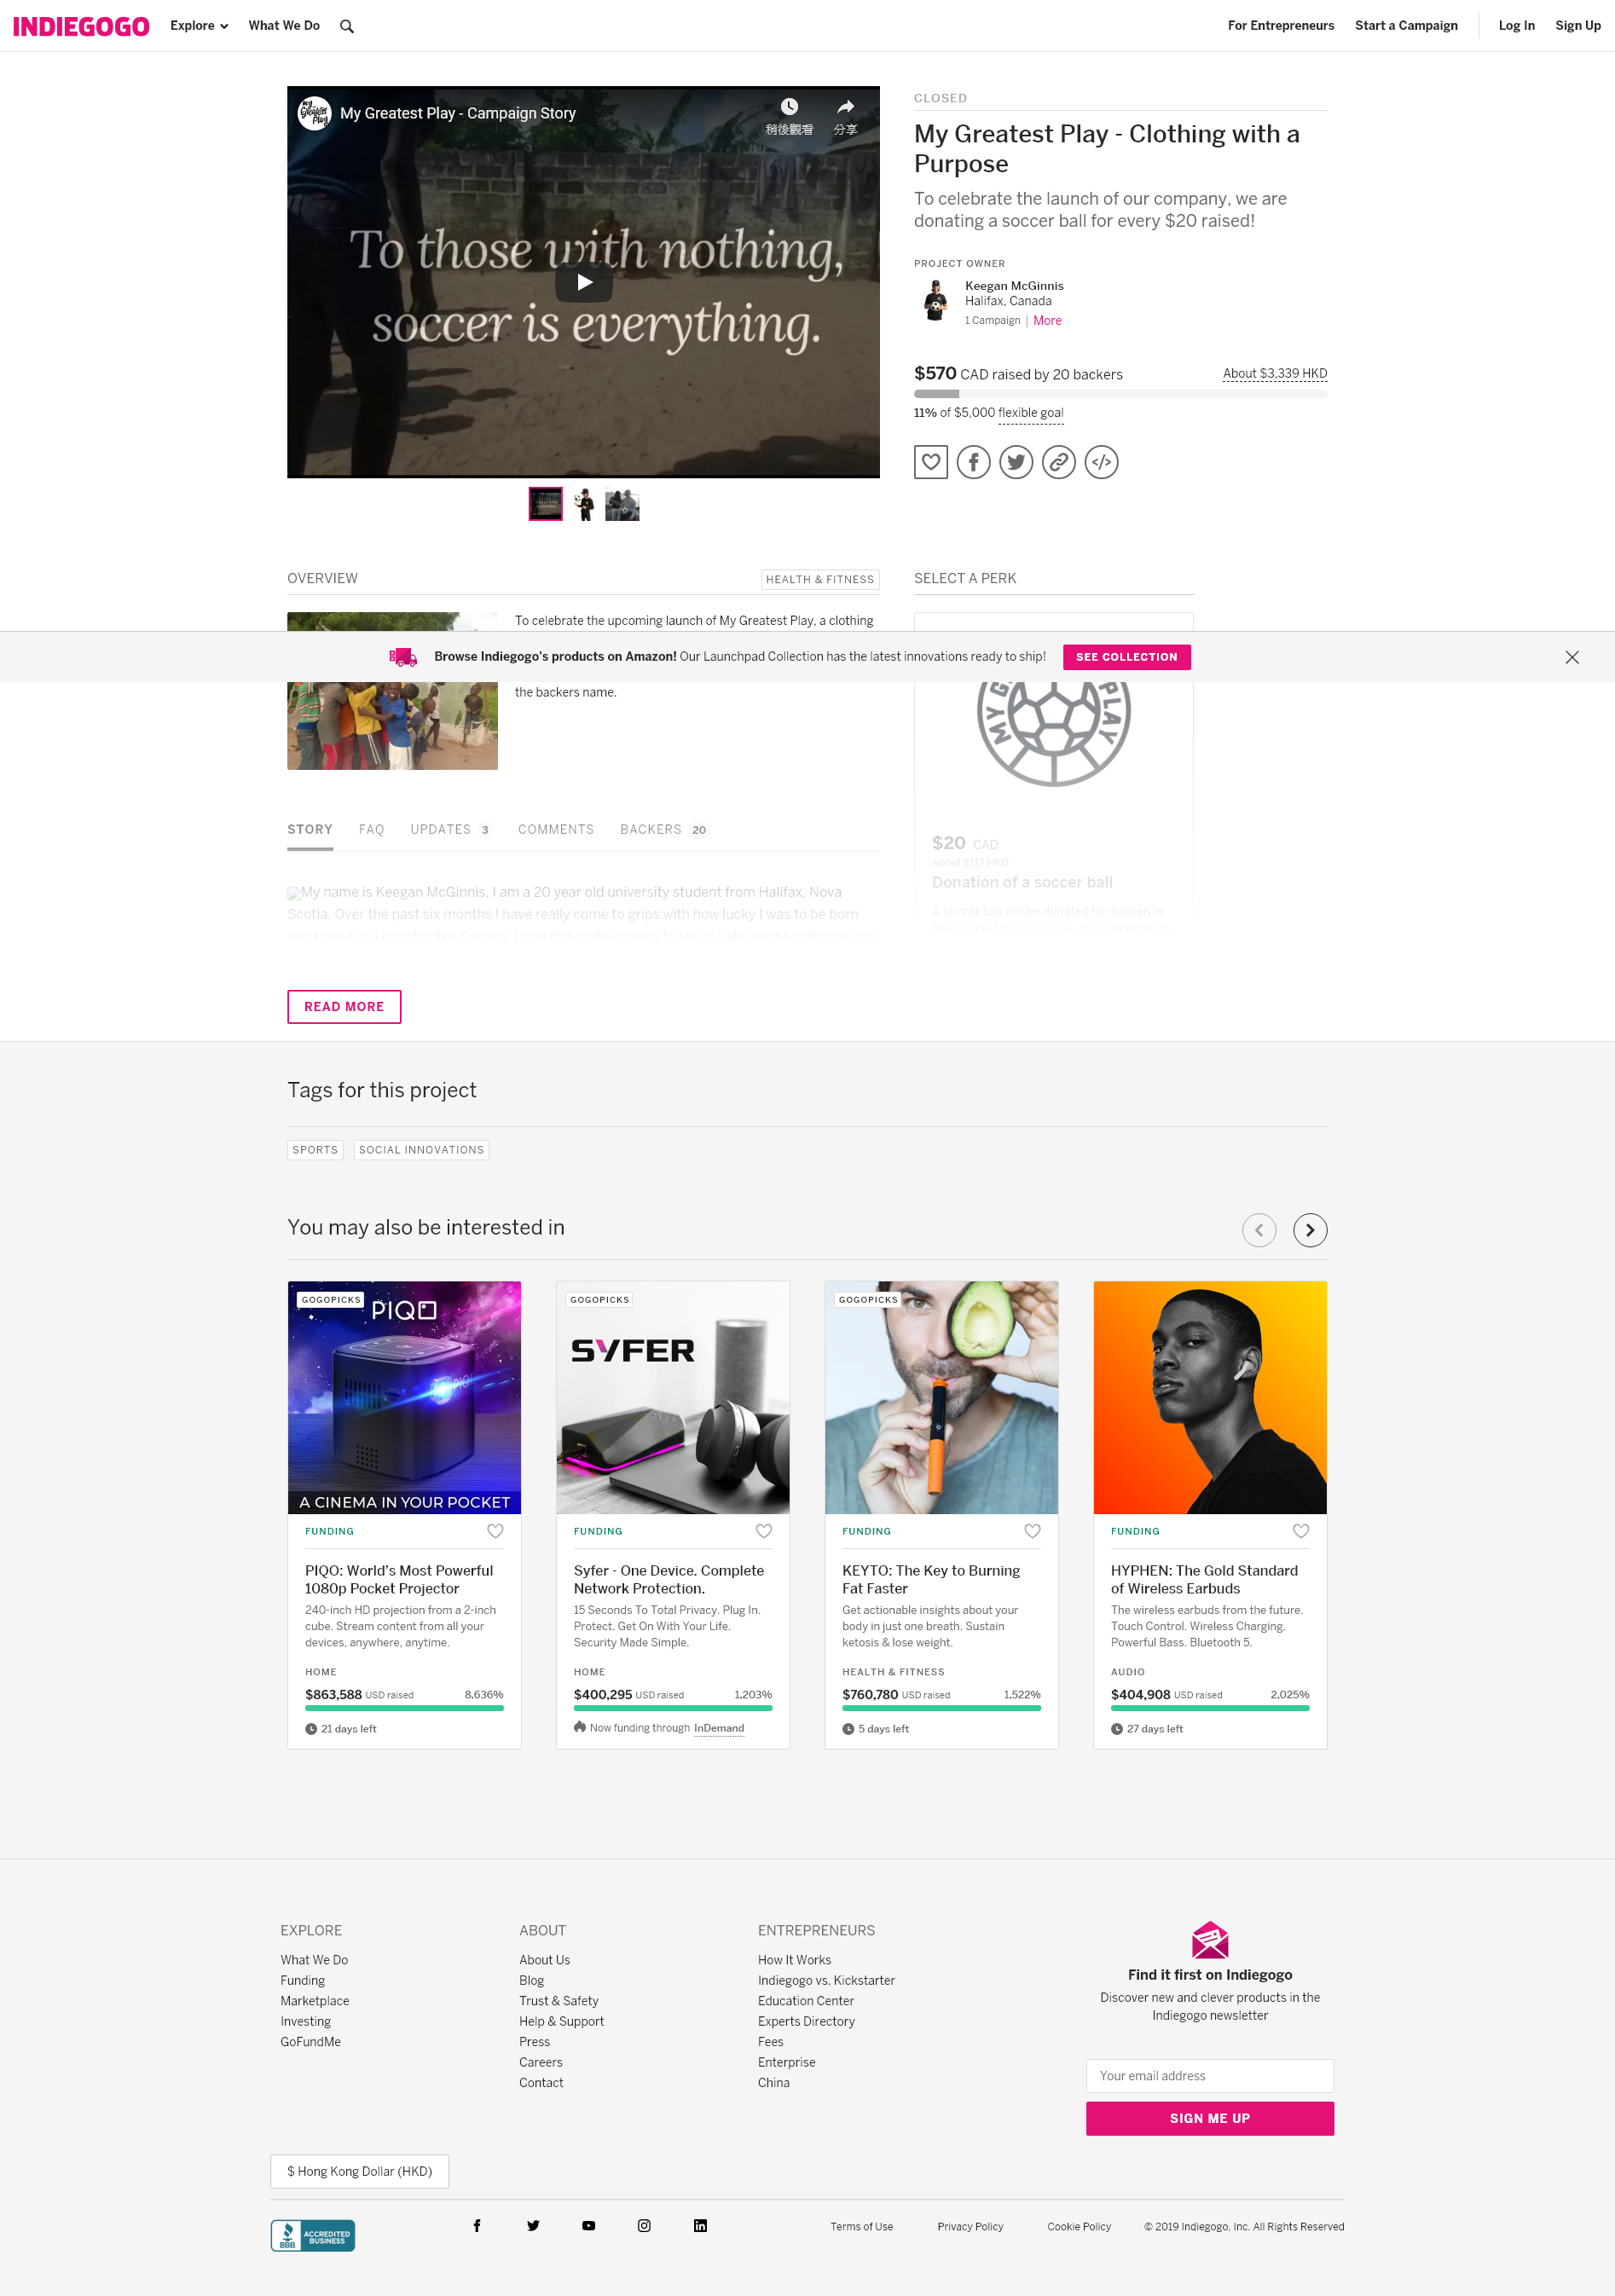 INDIEGOGO
Explore
What We Do
For Entrepreneurs
Start a Campaign
Log In
Sign Up
My Greatest Play
My Greatest Play - Campaign Story
稍後觀看
分享
To those with nothing,
soccer is everything.
CLOSED
My Greatest Play - Clothing with a
Purpose
To celebrate the launch of our company, we are
donating a soccer ball for every $20 raised!
PROJECT OWNER
Keegan McGinnis
Halifax, Canada
1 Campaign | More
$570 CAD raised by 20 backers
About $3,339 HKD
11% of $5,000 flexible goal
OVERVIEW
HEALTH & FITNESS
SELECT A PERK
To celebrate the upcoming launch of My Greatest Play, a clothing
Browse Indiegogo's products on Amazon! Our Launchpad Collection has the latest innovations ready to ship!
SEE COLLECTION
the backers name.
PLAY
MY G
STORY
FAQ
UPDATES 3
COMMENTS
BACKERS 20
$20 CAD
About $117 HKD
Donation of a soccer ball
A soccer ball will be donated to children in
The Gambia in your name. We cannot thank
My name is Keegan McGinnis, I am a 20 year old university student from Halifax, Nova
Scotia. Over the past six months I have really come to grips with how lucky I was to be born
and raised in a country like Canada. I was fortunate enough to live in safe neighbourhoods, go
READ MORE
Tags for this project
SPORTS
SOCIAL INNOVATIONS
You may also be interested in
GOGOPICKS
PIQO
PIQO
A CINEMA IN YOUR POCKET
FUNDING
PIQO: World's Most Powerful
1080p Pocket Projector
240-inch HD projection from a 2-inch
cube. Stream content from all your
devices, anywhere, anytime.
HOME
$863,588 USD raised
8,636%
21 days left
GOGOPICKS
SYFER
FUNDING
Syfer - One Device. Complete
Network Protection.
15 Seconds To Total Privacy. Plug In.
Protect. Get On With Your Life.
Security Made Simple.
HOME
$400,295 USD raised
1,203%
Now funding through InDemand
GOGOPICKS
FUNDING
KEYTO: The Key to Burning
Fat Faster
Get actionable insights about your
body in just one breath. Sustain
ketosis & lose weight.
HEALTH & FITNESS
$760,780 USD raised
1,522%
5 days left
FUNDING
HYPHEN: The Gold Standard
of Wireless Earbuds
The wireless earbuds from the future.
Touch Control. Wireless Charging.
Powerful Bass. Bluetooth 5.
AUDIO
$404,908 USD raised
2,025%
27 days left
EXPLORE
What We Do
Funding
Marketplace
Investing
GoFundMe
ABOUT
About Us
Blog
Trust & Safety
Help & Support
Press
Careers
Contact
ENTREPRENEURS
How It Works
Indiegogo vs. Kickstarter
Education Center
Experts Directory
Fees
Enterprise
China
Find it first on Indiegogo
Discover new and clever products in the
Indiegogo newsletter
Your email address
SIGN ME UP
$ Hong Kong Dollar (HKD)
BBB
ACCREDITED
BUSINESS
Terms of Use
Privacy Policy
Cookie Policy
© 2019 Indiegogo, Inc. All Rights Reserved